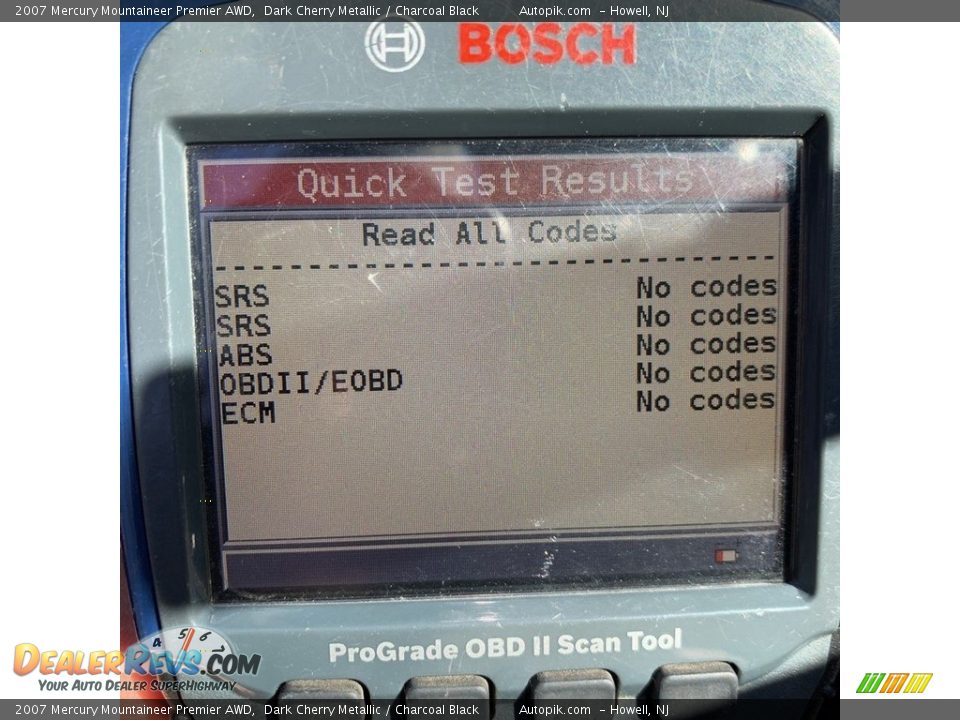 2007 Mercury Mountaineer Premier AWD, Dark Cherry Metallic / Charcoal Black Autopik.com - Howell, NJ
BOSCH
Quick Test Results
Read All Codes
--------------------------------
SRS No codes
SRS No codes
ABS No codes
OBDII/EOBD No codes
ECM No codes
ProGrade OBD II Scan Tool
4 5 6
DealerRevs.com
Your Auto Dealer SuperHighway
2007 Mercury Mountaineer Premier AWD, Dark Cherry Metallic / Charcoal Black Autopik.com - Howell, NJ